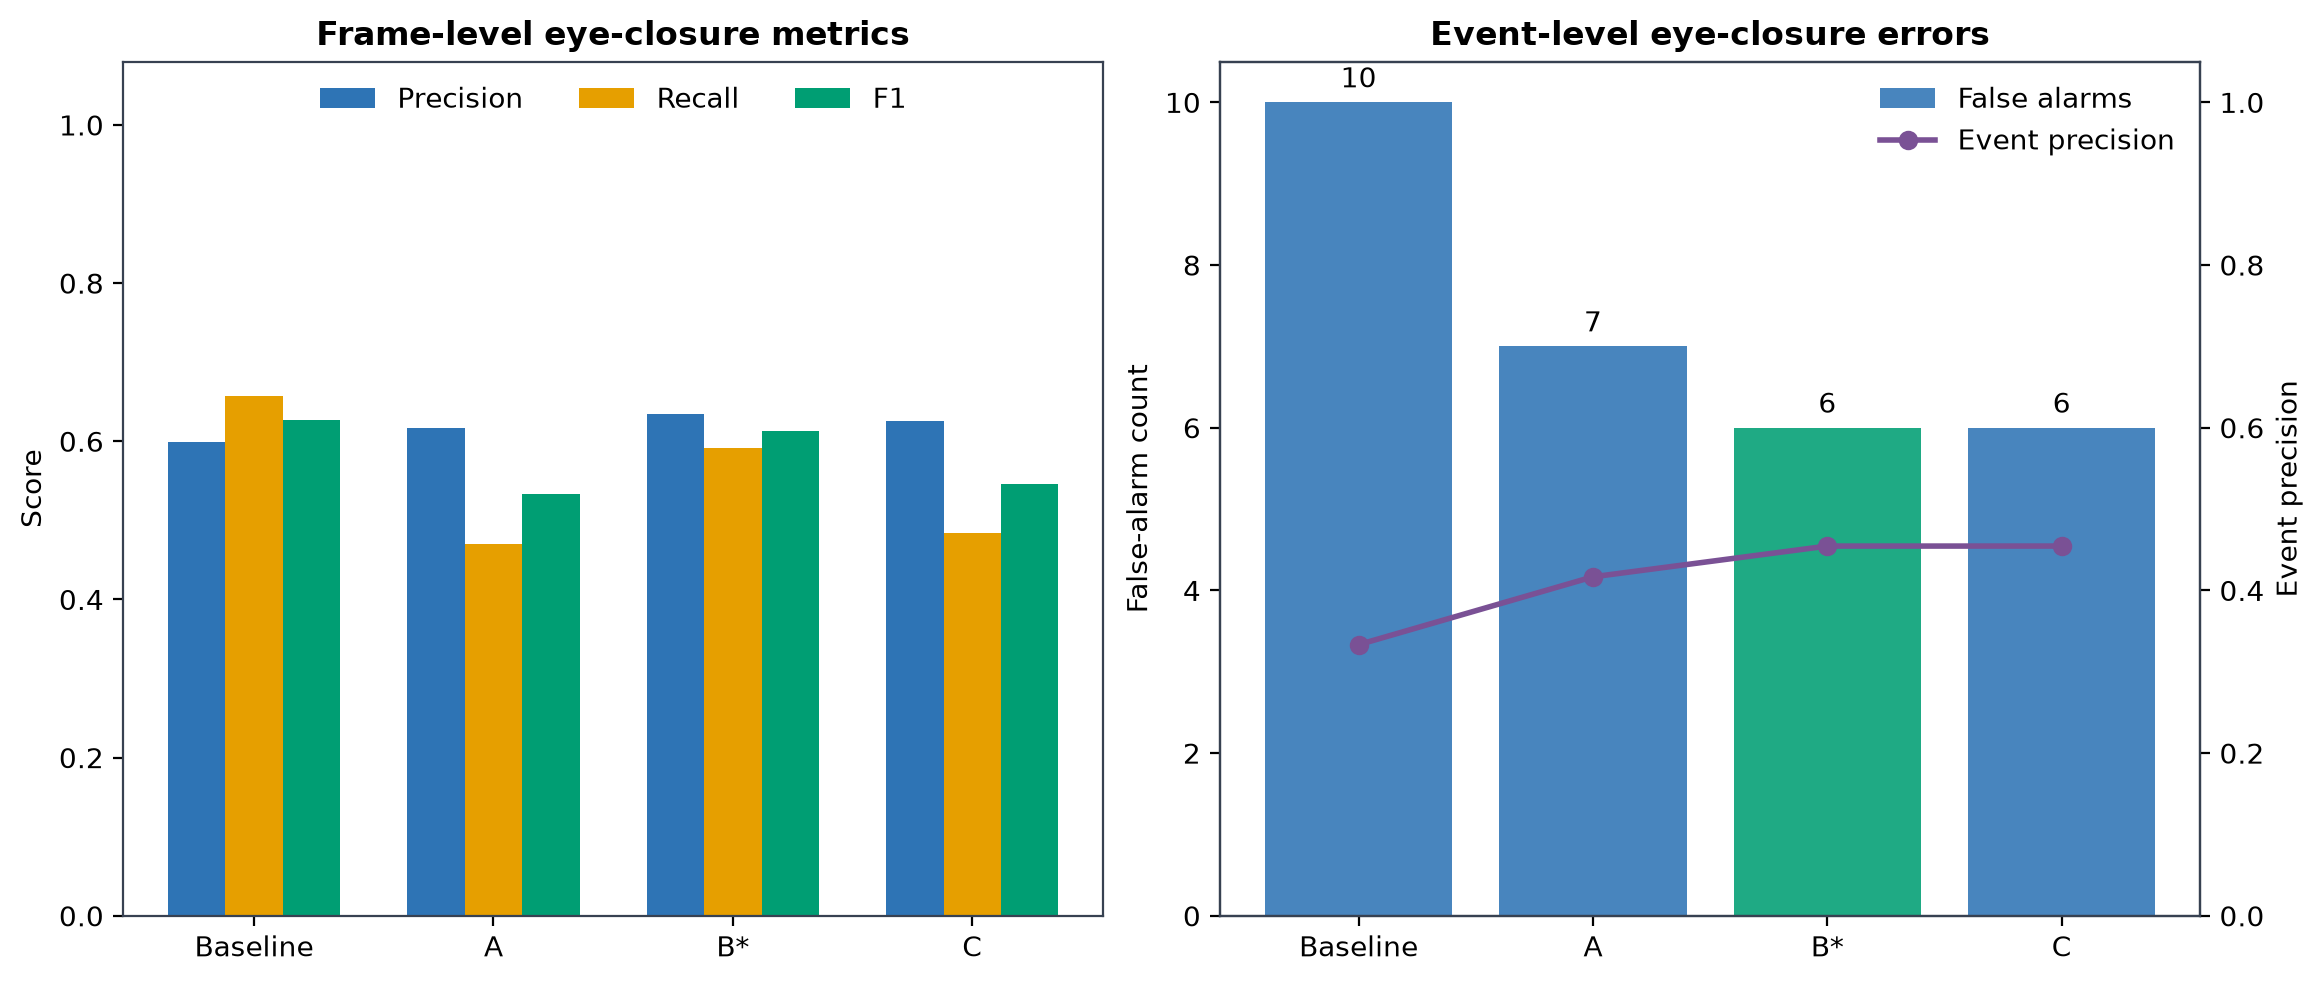 Frame-level eye-closure metrics
Precision Recall F1
1.0
0.8
0.6
0.4
0.2
0.0
Score
Baseline A B* C
Event-level eye-closure errors
False alarms
Event precision
10
7
6
6
10
8
6
4
2
0
False-alarm count
1.0
0.8
0.6
0.4
0.2
0.0
Event precision
Baseline A B* C